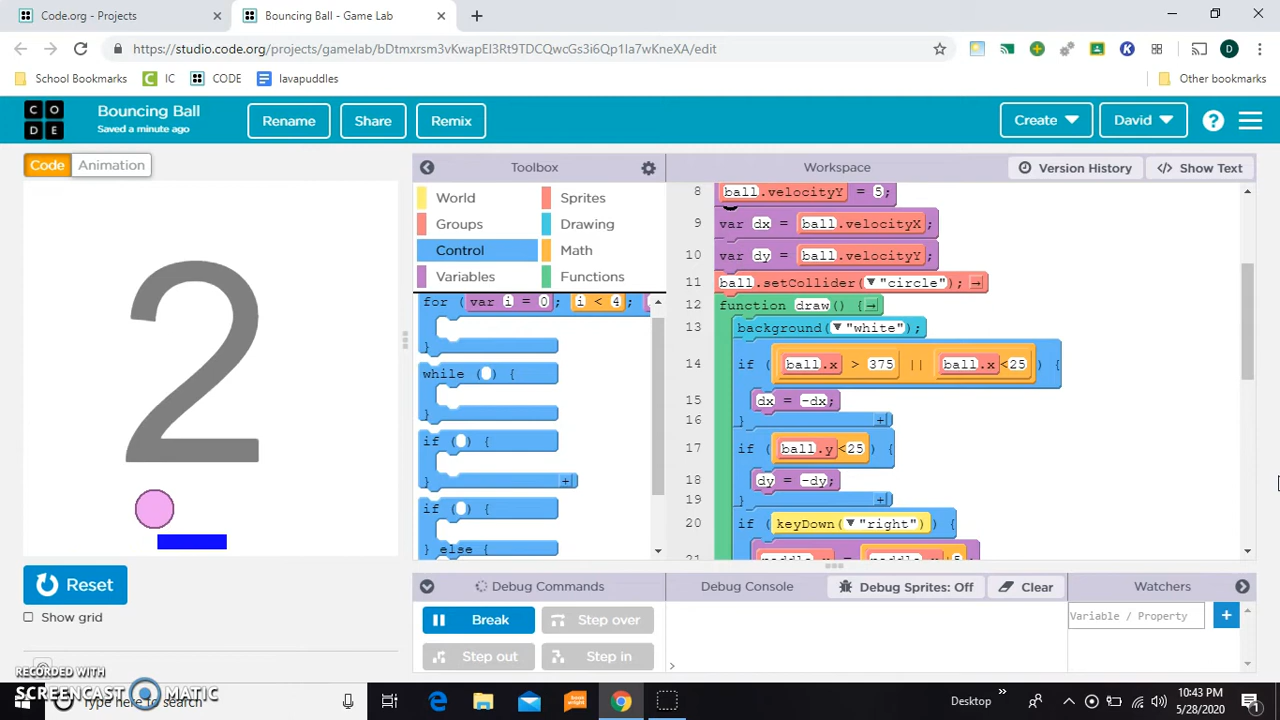 Code.org - Projects
Bouncing Ball - Game Lab
https://studio.code.org/projects/gamelab/bDtmxrsm3vKwapEl3Rt9TDCQwcGs3i6Qp1la7wKneXA/edit
School Bookmarks
IC
CODE
lavapuddles
Other bookmarks
CO
DE
Bouncing Ball
Saved a minute ago
Rename
Share
Remix
Create
David
?
Code
Animation
Toolbox
Workspace
Version History
</> Show Text
World
Sprites
Groups
Drawing
Control
Math
Variables
Functions
for ( var i = 0; i < 4;
}
while ( ) {
}
if ( ) {
}
if ( ) {
} else {
8 ball.velocityY = 5;
9 var dx = ball.velocityX;
10 var dy = ball.velocityY;
11 ball.setCollider("circle");
12 function draw() {
13 background("white");
14 if ( ball.x > 375 || ball.x<25 ) {
15 dx = -dx;
16 }
17 if ( ball.y<25 ) {
18 dy = -dy;
19 }
20 if ( keyDown("right") ) {
2
Reset
Show grid
Debug Commands
Break
Step over
Step out
Step in
Debug Console
Debug Sprites: Off
Clear
>
Watchers
Variable / Property
+
RECORDED WITH
SCREENCAST MATIC
Type here to search
Desktop
10:43 PM
5/28/2020